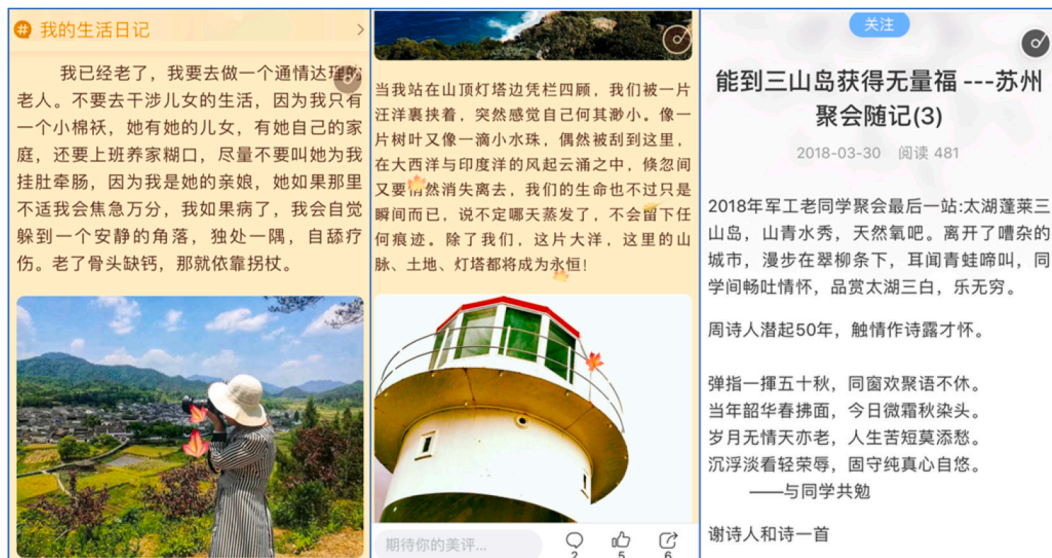 我的生活日记
我已经老了，我要去做一个通情达理的
老人。不要去干涉儿女的生活，因为我只有
一个小棉袄，她有她的儿女，有她自己的家
庭，还要上班养家糊口，尽量不要叫她为我
挂肚牵肠，因为我是她的亲娘，她如果那里
不适我会焦急万分，我如果病了，我会自觉
躲到一个安静的角落，独处一隅，自舔疗
伤。老了骨头缺钙，那就依靠拐杖。
当我站在山顶灯塔边凭栏四顾，我们被一片
汪洋裹挟着，突然感觉自己何其渺小。像一
片树叶又像一滴小水珠，偶然被刮到这里，
在大西洋与印度洋的风起云涌之中，倏忽间
又要悄然消失离去，我们的生命也不过只是
瞬间而已，说不定哪天蒸发了，不会留下任
何痕迹。除了我们，这片大洋，这里的山
脉、土地、灯塔都将成为永恒！
期待你的美评...
2
5
6
关注
能到三山岛获得无量福 ---苏州
聚会随记(3)
2018-03-30 阅读 481
2018年军工老同学聚会最后一站:太湖蓬莱三
山岛，山青水秀，天然氧吧。离开了嘈杂的
城市，漫步在翠柳条下，耳闻青蛙啼叫，同
学间畅吐情怀，品赏太湖三白，乐无穷。
周诗人潜起50年，触情作诗露才怀。
弹指一揮五十秋，同窗欢聚语不休。
当年韶华春拂面，今日微霜秋染头。
岁月无情天亦老，人生苦短莫添愁。
沉浮淡看轻荣辱，固守纯真心自悠。
——与同学共勉
谢诗人和诗一首